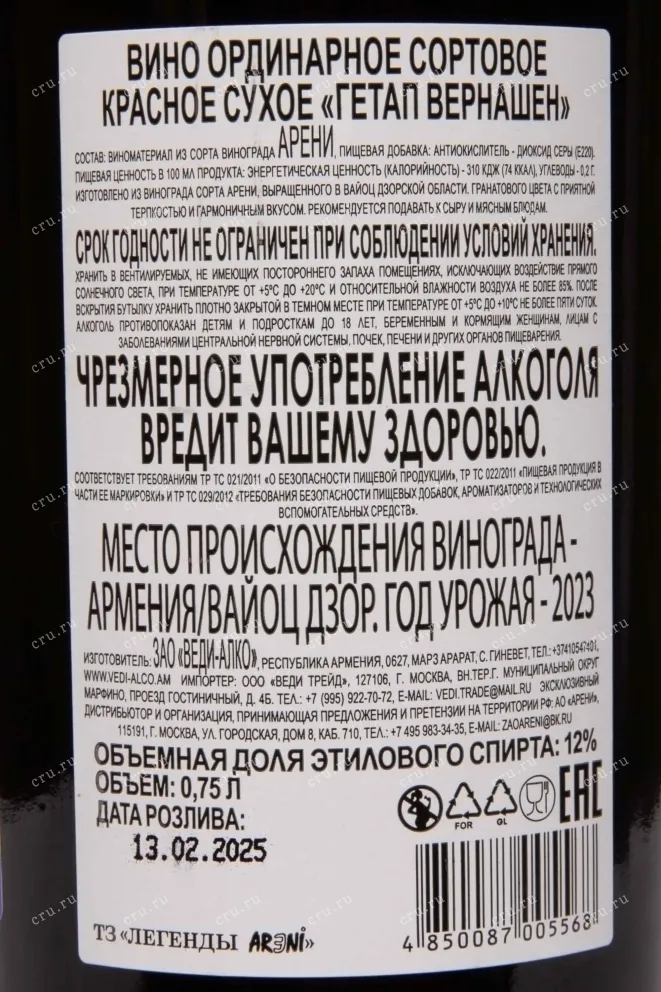 ВИНО ОРДИНАРНОЕ СОРТОВОЕ
КРАСНОЕ СУХОЕ «ГЕТАП ВЕРНАШЕН»
СОСТАВ: ВИНОМАТЕРИАЛ ИЗ СОРТА ВИНОГРАДА АРЕНИ, ПИЩЕВАЯ ДОБАВКА: АНТИОКИСЛИТЕЛЬ - ДИОКСИД СЕРЫ (Е220).
ПИЩЕВАЯ ЦЕННОСТЬ В 100 МЛ ПРОДУКТА: ЭНЕРГЕТИЧЕСКАЯ ЦЕННОСТЬ (КАЛОРИЙНОСТЬ) - 310 КДЖ (74 ККАЛ), УГЛЕВОДЫ - 0,2 Г.
ИЗГОТОВЛЕНО ИЗ ВИНОГРАДА СОРТА АРЕНИ, ВЫРАЩЕННОГО В ВАЙОЦ ДЗОРСКОЙ ОБЛАСТИ. ГРАНАТОВОГО ЦВЕТА С ПРИЯТНОЙ
ТЕРПКОСТЬЮ И ГАРМОНИЧНЫМ ВКУСОМ. РЕКОМЕНДУЕТСЯ ПОДАВАТЬ К СЫРУ И МЯСНЫМ БЛЮДАМ.
СРОК ГОДНОСТИ НЕ ОГРАНИЧЕН ПРИ СОБЛЮДЕНИИ УСЛОВИЙ ХРАНЕНИЯ.
ХРАНИТЬ В ВЕНТИЛИРУЕМЫХ, НЕ ИМЕЮЩИХ ПОСТОРОННЕГО ЗАПАХА ПОМЕЩЕНИЯХ, ИСКЛЮЧАЮЩИХ ВОЗДЕЙСТВИЕ ПРЯМОГО
СОЛНЕЧНОГО СВЕТА, ПРИ ТЕМПЕРАТУРЕ ОТ +5°С ДО +20°С И ОТНОСИТЕЛЬНОЙ ВЛАЖНОСТИ ВОЗДУХА НЕ БОЛЕЕ 85%. ПОСЛЕ
ВСКРЫТИЯ БУТЫЛКУ ХРАНИТЬ ПЛОТНО ЗАКРЫТОЙ В ТЕМНОМ МЕСТЕ ПРИ ТЕМПЕРАТУРЕ ОТ +5°С ДО +10°С НЕ БОЛЕЕ ПЯТИ СУТОК.
АЛКОГОЛЬ ПРОТИВОПОКАЗАН ДЕТЯМ И ПОДРОСТКАМ ДО 18 ЛЕТ, БЕРЕМЕННЫМ И КОРМЯЩИМ ЖЕНЩИНАМ, ЛИЦАМ С
ЗАБОЛЕВАНИЯМИ ЦЕНТРАЛЬНОЙ НЕРВНОЙ СИСТЕМЫ, ПОЧЕК, ПЕЧЕНИ И ДРУГИХ ОРГАНОВ ПИЩЕВАРЕНИЯ.
ЧРЕЗМЕРНОЕ УПОТРЕБЛЕНИЕ АЛКОГОЛЯ
ВРЕДИТ ВАШЕМУ ЗДОРОВЬЮ.
СООТВЕТСТВУЕТ ТРЕБОВАНИЯМ ТР ТС 021/2011 «О БЕЗОПАСНОСТИ ПИЩЕВОЙ ПРОДУКЦИИ», ТР ТС 022/2011 «ПИЩЕВАЯ ПРОДУКЦИЯ В
ЧАСТИ ЕЕ МАРКИРОВКИ» И ТР ТС 029/2012 «ТРЕБОВАНИЯ БЕЗОПАСНОСТИ ПИЩЕВЫХ ДОБАВОК, АРОМАТИЗАТОРОВ И ТЕХНОЛОГИЧЕСКИХ
ВСПОМОГАТЕЛЬНЫХ СРЕДСТВ».
МЕСТО ПРОИСХОЖДЕНИЯ ВИНОГРАДА -
АРМЕНИЯ/ВАЙОЦ ДЗОР. ГОД УРОЖАЯ - 2023
ИЗГОТОВИТЕЛЬ: ЗАО «ВЕДИ-АЛКО», РЕСПУБЛИКА АРМЕНИЯ, 0627, МАРЗ АРАРАТ, С. ГИНЕВЕТ, ТЕЛ.: +37410547401,
WWW.VEDI-ALCO.AM ИМПОРТЕР: ООО «ВЕДИ ТРЕЙД», 127106, Г. МОСКВА, ВН.ТЕР.Г. МУНИЦИПАЛЬНЫЙ ОКРУГ
МАРФИНО, ПРОЕЗД ГОСТИНИЧНЫЙ, Д. 4Б. ТЕЛ.: +7 (995) 922-70-72, E-MAIL: VEDI.TRADE@MAIL.RU ЭКСКЛЮЗИВНЫЙ
ДИСТРИБЬЮТОР И ОРГАНИЗАЦИЯ, ПРИНИМАЮЩАЯ ПРЕДЛОЖЕНИЯ И ПРЕТЕНЗИИ НА ТЕРРИТОРИИ РФ: АО «АРЕНИ»,
115191, Г. МОСКВА, УЛ. ГОРОДСКАЯ, ДОМ 8, КАБ. 710, ТЕЛ.: +7 495 983-34-35, E-MAIL: ZAOARENI@BK.RU
ОБЪЕМНАЯ ДОЛЯ ЭТИЛОВОГО СПИРТА: 12%
ОБЪЕМ: 0,75 Л
ДАТА РОЗЛИВА:
13.02.2025
FOR
GL
EAC
4 850087 005568
ТЗ «ЛЕГЕНДЫ ARENI»
cru.ru